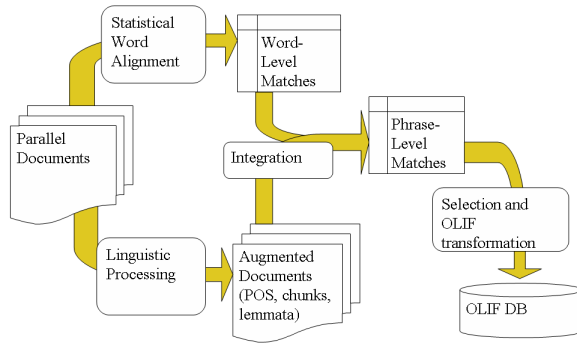 Statistical
Word
Alignment
Word-
Level
Matches
Parallel
Documents
Integration
Phrase-
Level
Matches
Linguistic
Processing
Augmented
Documents
(POS, chunks,
lemmata)
Selection and
OLIF
transformation
OLIF DB